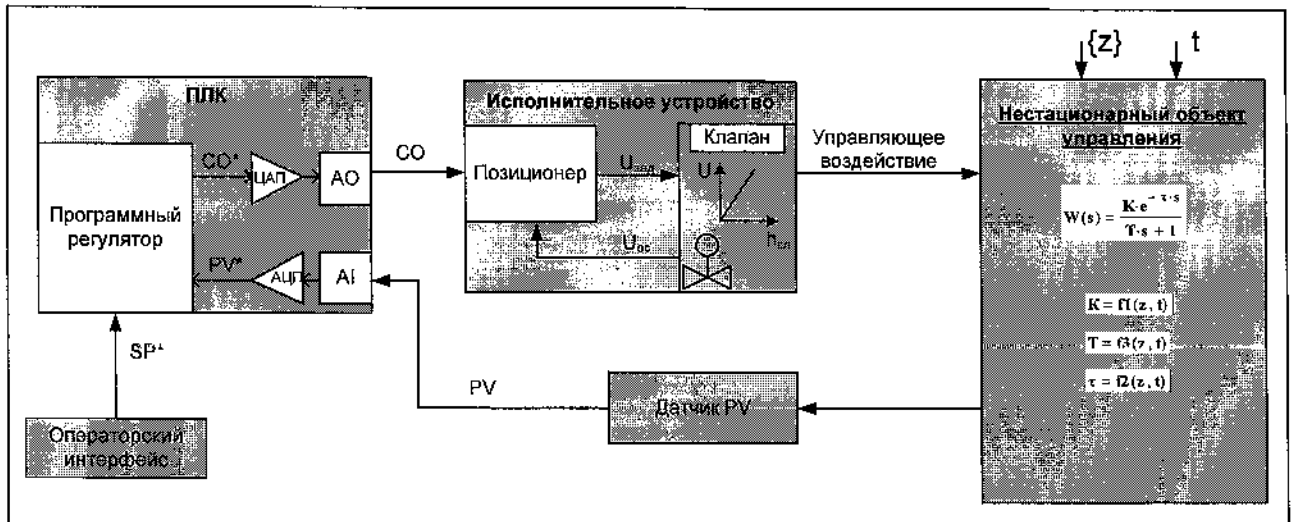 {z} t
ПЛК
Исполнительное устройство
Нестационарный объект
управления
Клапан
Управляющее
воздействие
CO*
ЦАП
AO
CO
Позиционер
U
Программный
регулятор
W(s) = K·e^(-τ·s) / (T·s + 1)
Uос
PV*
АЦП
AI
K = f1(z, t)
T = f3(z, t)
τ = f2(z, t)
SP*
PV
Датчик PV
Операторский
интерфейс